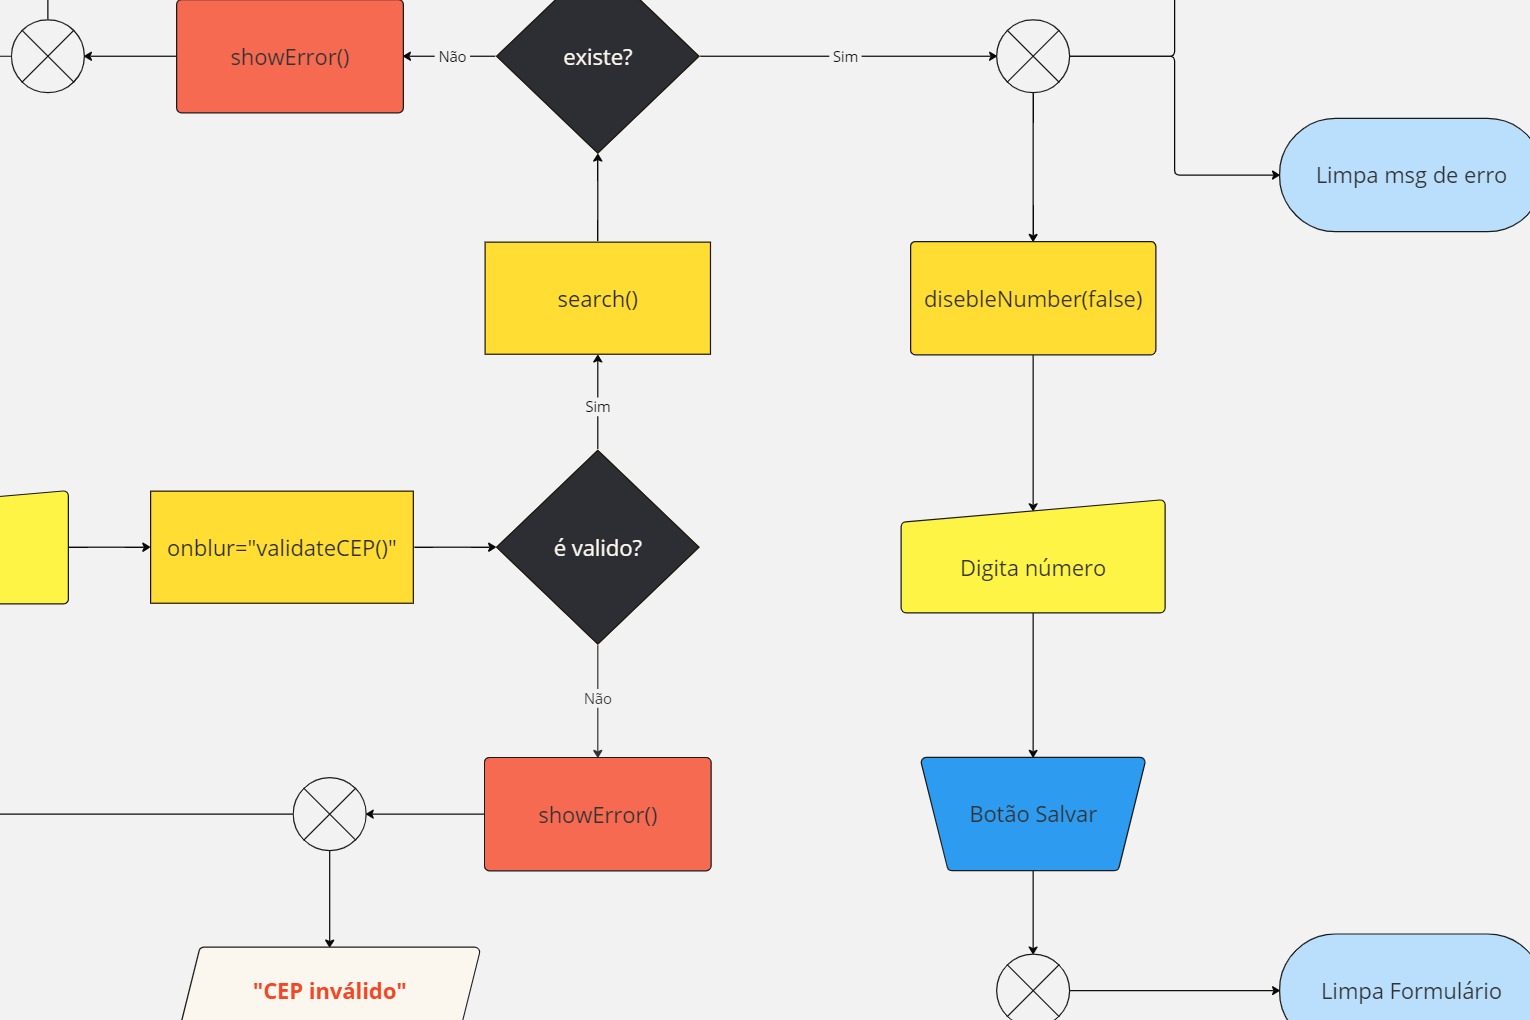 showError()
Não
existe?
Sim
Limpa msg de erro
search()
disebleNumber(false)
Sim
onblur="validateCEP()"
é valido?
Digita número
Não
showError()
Botão Salvar
"CEP inválido"
Limpa Formulário